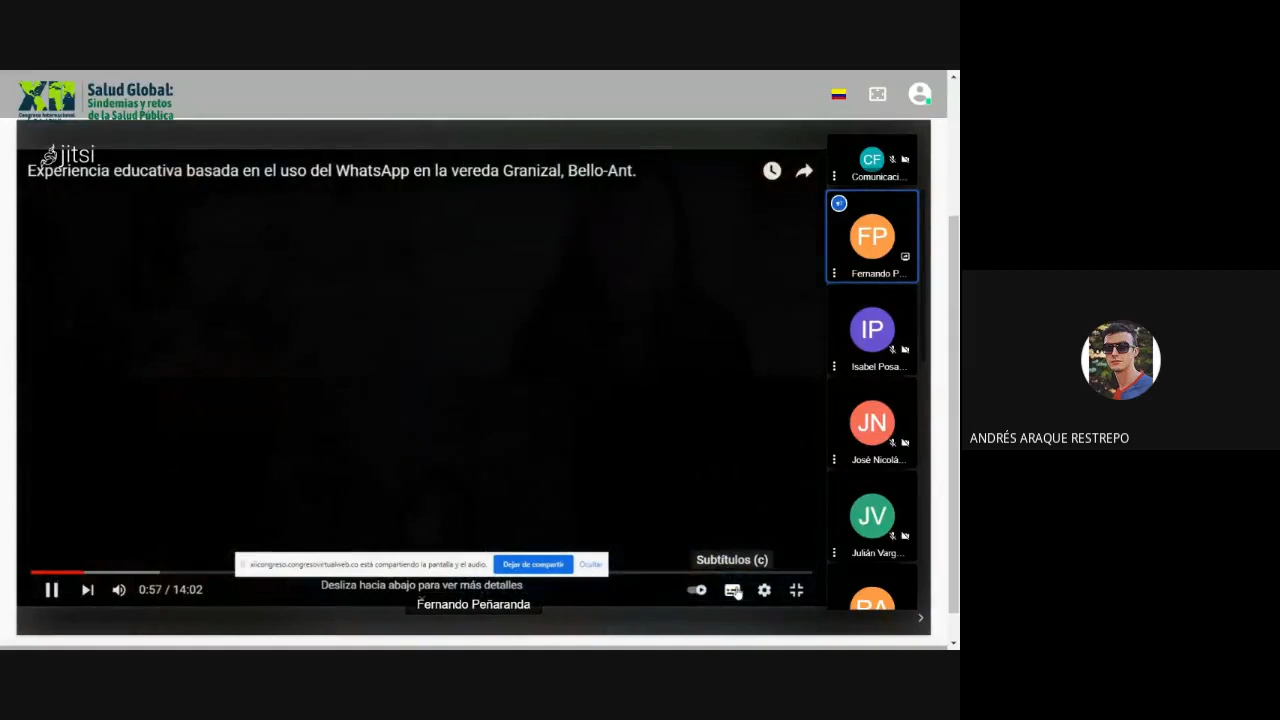 Salud Global:
Sindemias y retos
de la Salud Pública
Congreso Internacional
jitsi
Experiencia educativa basada en el uso del WhatsApp en la vereda Granizal, Bello-Ant.
CF
Comunicaci...
FP
Fernando P...
IP
Isabel Posa...
JN
José Nicolá...
JV
Julián Varg...
ANDRÉS ARAQUE RESTREPO
Subtítulos (c)
xiicongreso.congresovirtualweb.co está compartiendo la pantalla y el audio.
Dejar de compartir
Ocultar
Desliza hacia abajo para ver más detalles
0:57 / 14:02
Fernando Peñaranda